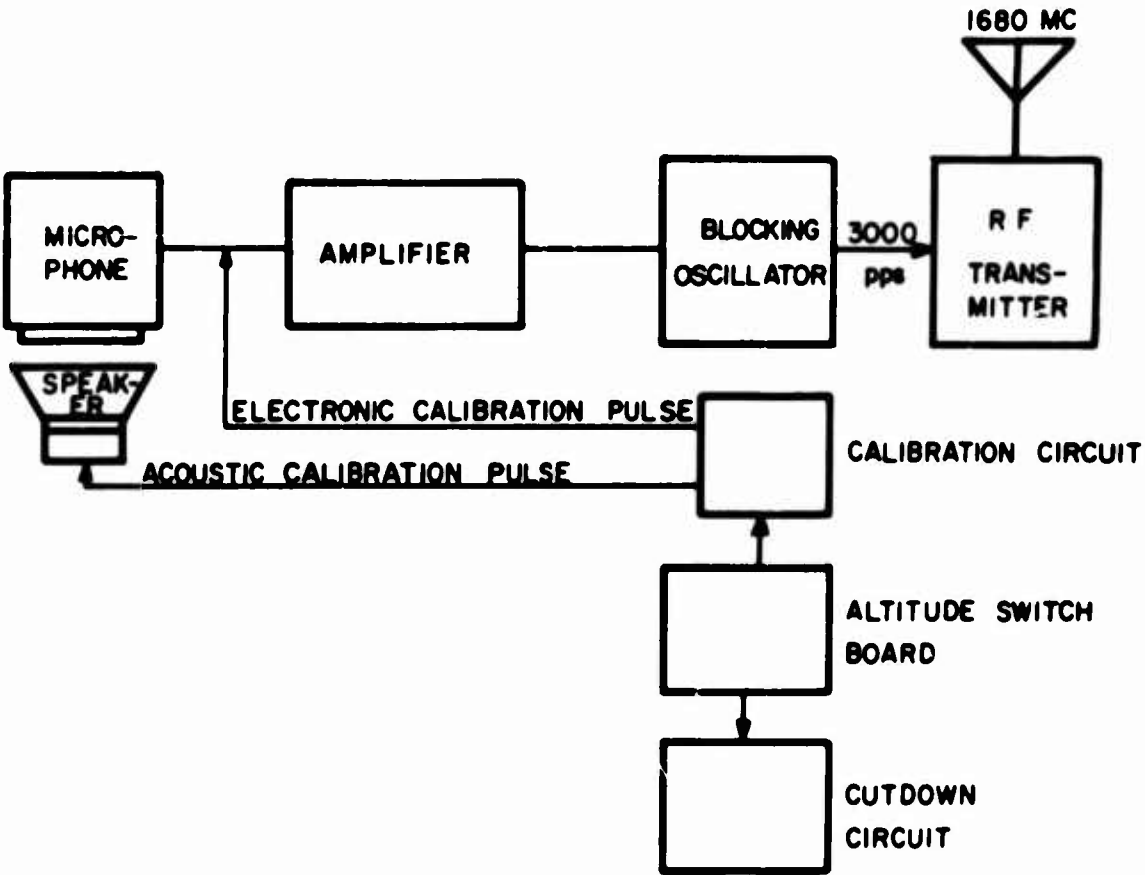 1680 MC
MICRO-
PHONE
AMPLIFIER
BLOCKING
OSCILLATOR
3000
pps
R F
TRANS-
MITTER
SPEAK-
ER
ELECTRONIC CALIBRATION PULSE
ACOUSTIC CALIBRATION PULSE
CALIBRATION CIRCUIT
ALTITUDE SWITCH
BOARD
CUTDOWN
CIRCUIT